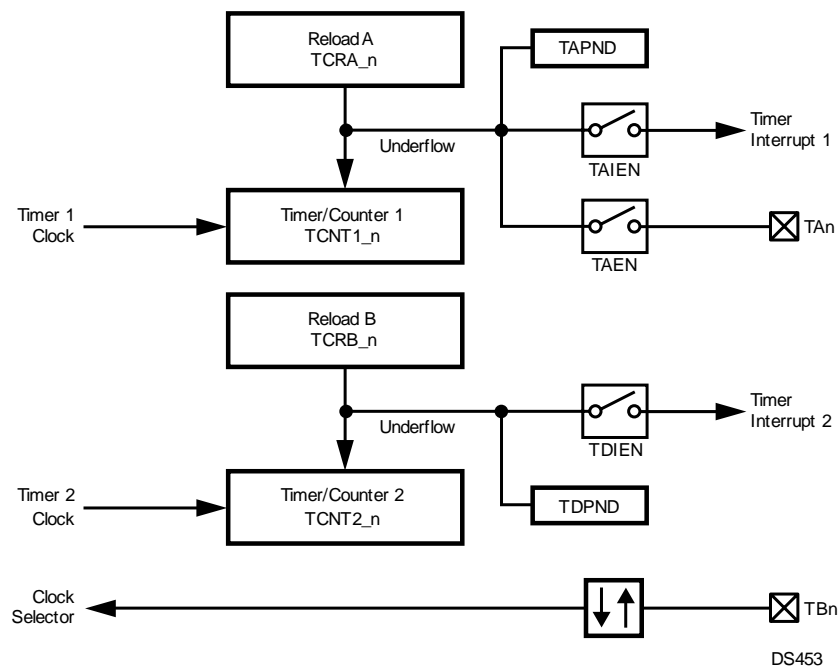 Reload A
TCRA_n
TAPND
Underflow
Timer
Interrupt 1
TAIEN
Timer 1
Clock
Timer/Counter 1
TCNT1_n
TAn
TAEN
Reload B
TCRB_n
Underflow
Timer
Interrupt 2
TDIEN
Timer 2
Clock
Timer/Counter 2
TCNT2_n
TDPND
Clock
Selector
TBn
DS453